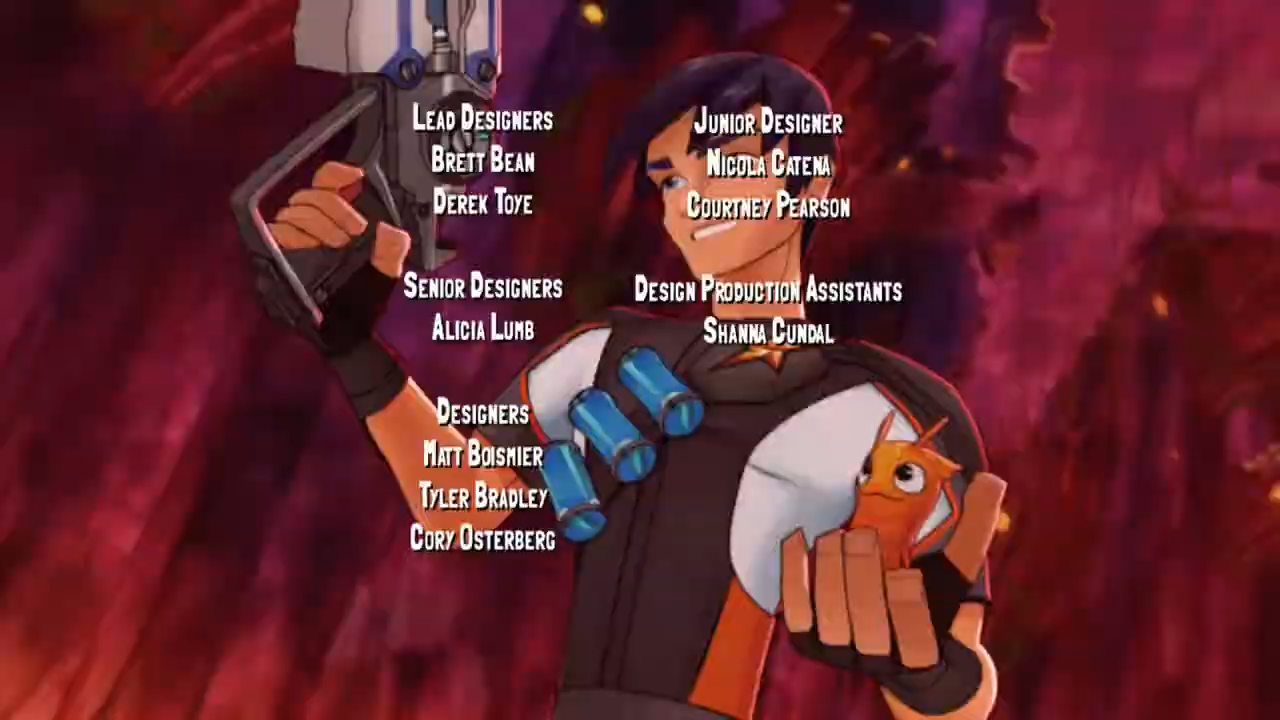 Lead Designers
Brett Bean
Derek Toye
Senior Designers
Alicia Lumb
Designers
Matt Boismier
Tyler Bradley
Cory Osterberg
Junior Designer
Nicola Catena
Courtney Pearson
Design Production Assistants
Shanna Cundal